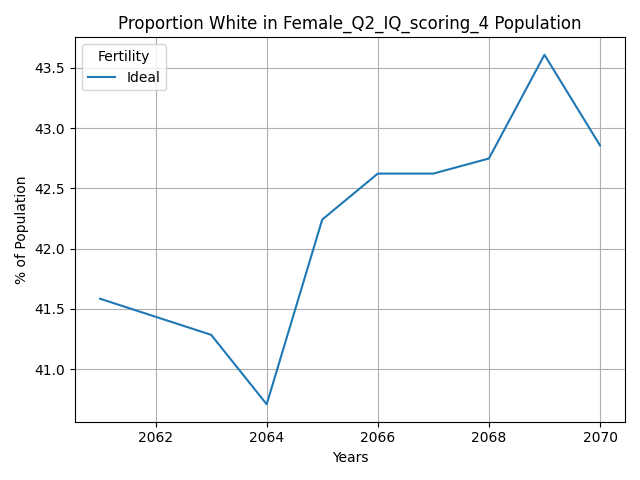 Proportion White in Female_Q2_IQ_scoring_4 Population
Fertility
Ideal
43.5
43.0
42.5
42.0
41.5
41.0
% of Population
2062
2064
2066
2068
2070
Years